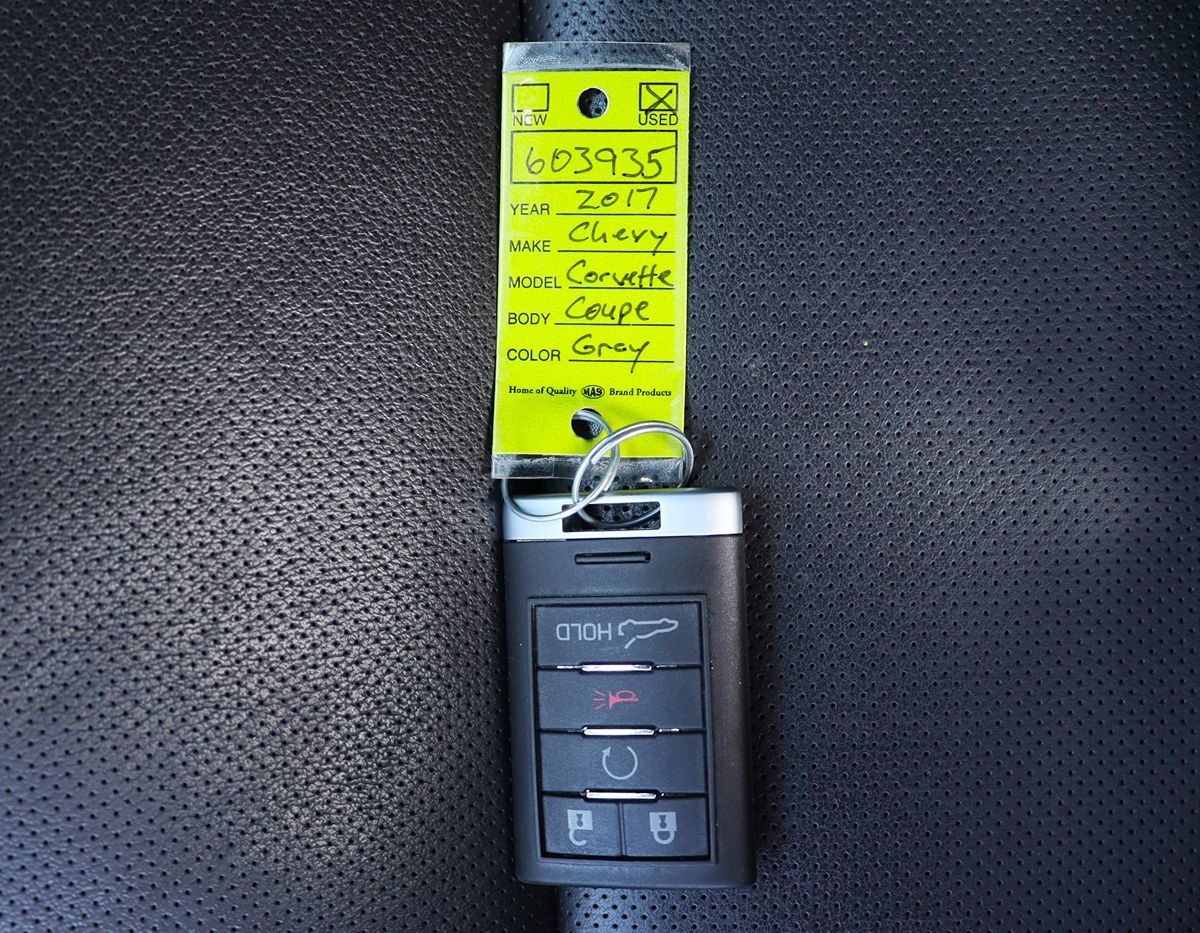 NEW USED
603935
YEAR 2017
MAKE Chevy
MODEL Corvette
BODY Coupe
COLOR Gray
Home of Quality MAS Brand Products
HOLD